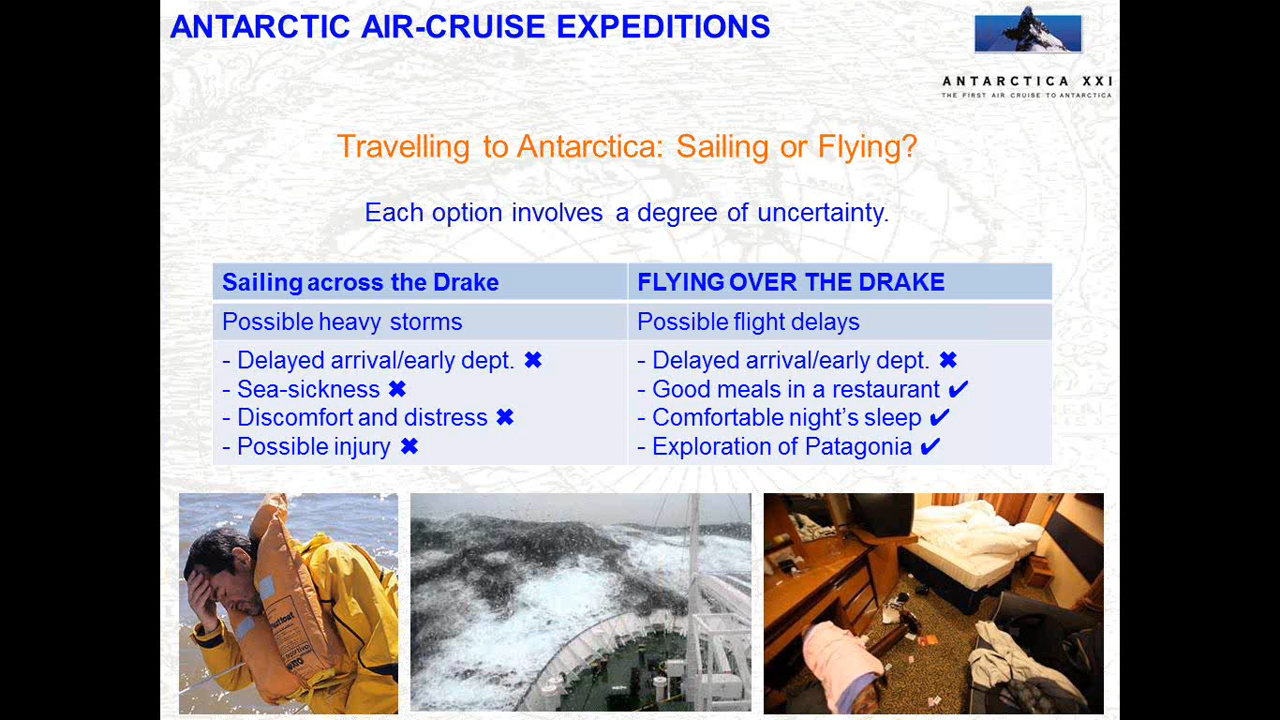 ANTARCTIC AIR-CRUISE EXPEDITIONS
ANTARCTICA XXI
THE FIRST AIR CRUISE TO ANTARCTICA
Travelling to Antarctica: Sailing or Flying?
Each option involves a degree of uncertainty.
Sailing across the Drake
FLYING OVER THE DRAKE
Possible heavy storms
Possible flight delays
- Delayed arrival/early dept. ✖
- Sea-sickness ✖
- Discomfort and distress ✖
- Possible injury ✖
- Delayed arrival/early dept. ✖
- Good meals in a restaurant ✔
- Comfortable night’s sleep ✔
- Exploration of Patagonia ✔